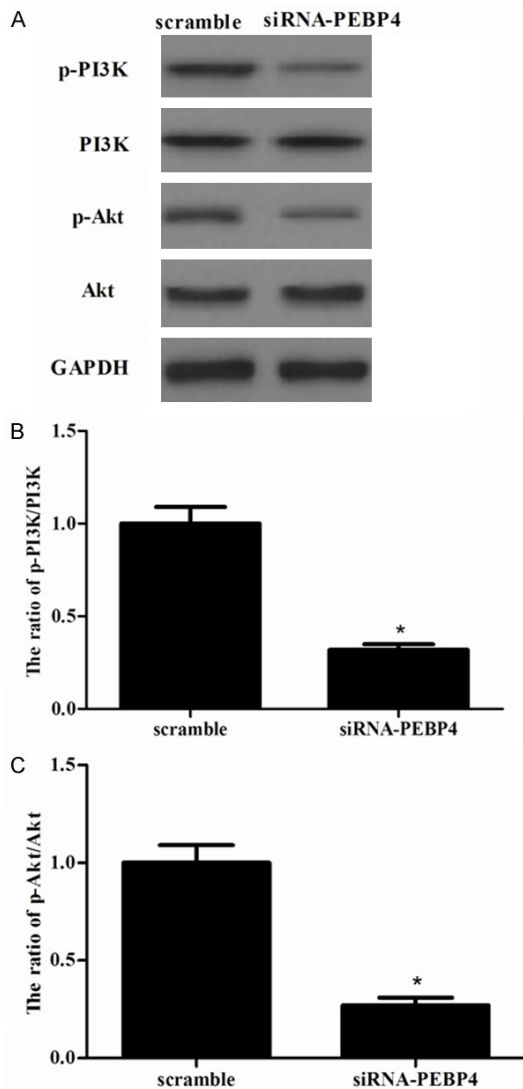 A
scramble siRNA-PEBP4
p-PI3K
PI3K
p-Akt
Akt
GAPDH
B
The ratio of p-PI3K/PI3K
1.5
1.0
0.5
0.0
*
scramble siRNA-PEBP4
C
The ratio of p-Akt/Akt
1.5
1.0
0.5
0.0
*
scramble siRNA-PEBP4